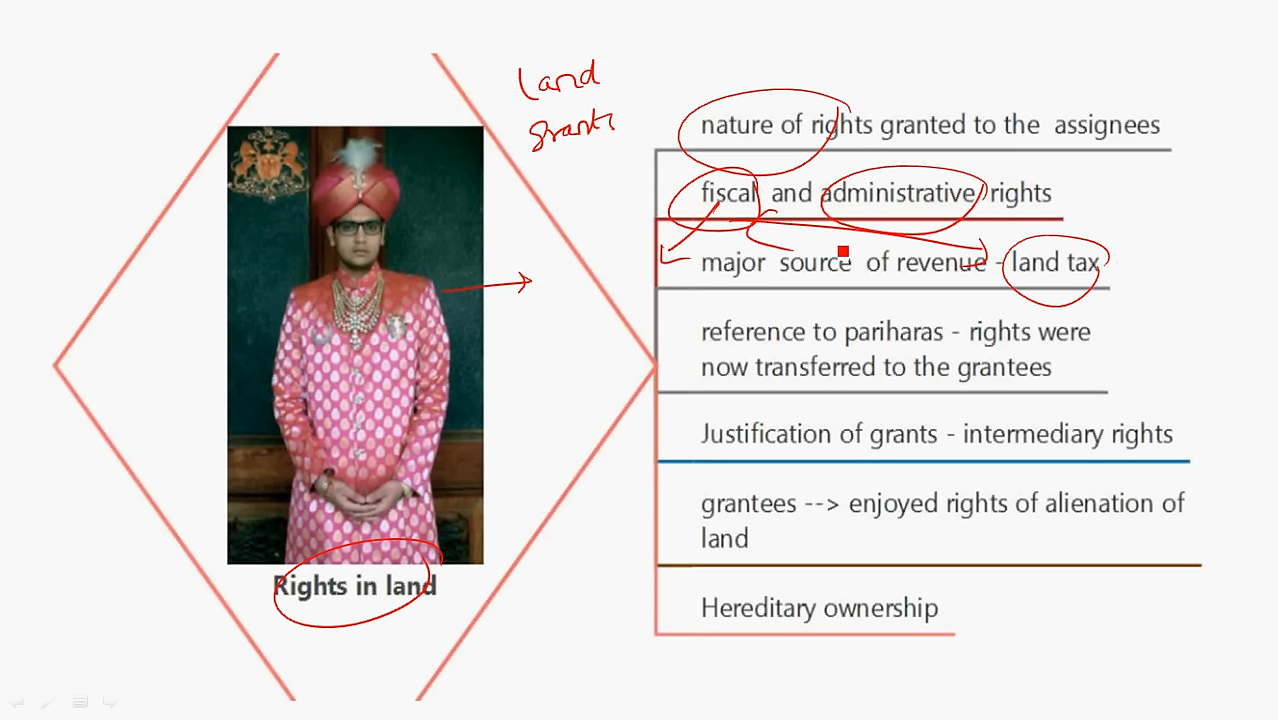 land
grants
nature of rights granted to the assignees
fiscal and administrative rights
major source of revenue - land tax
reference to pariharas - rights were
now transferred to the grantees
Justification of grants - intermediary rights
grantees --> enjoyed rights of alienation of
land
Hereditary ownership
Rights in land